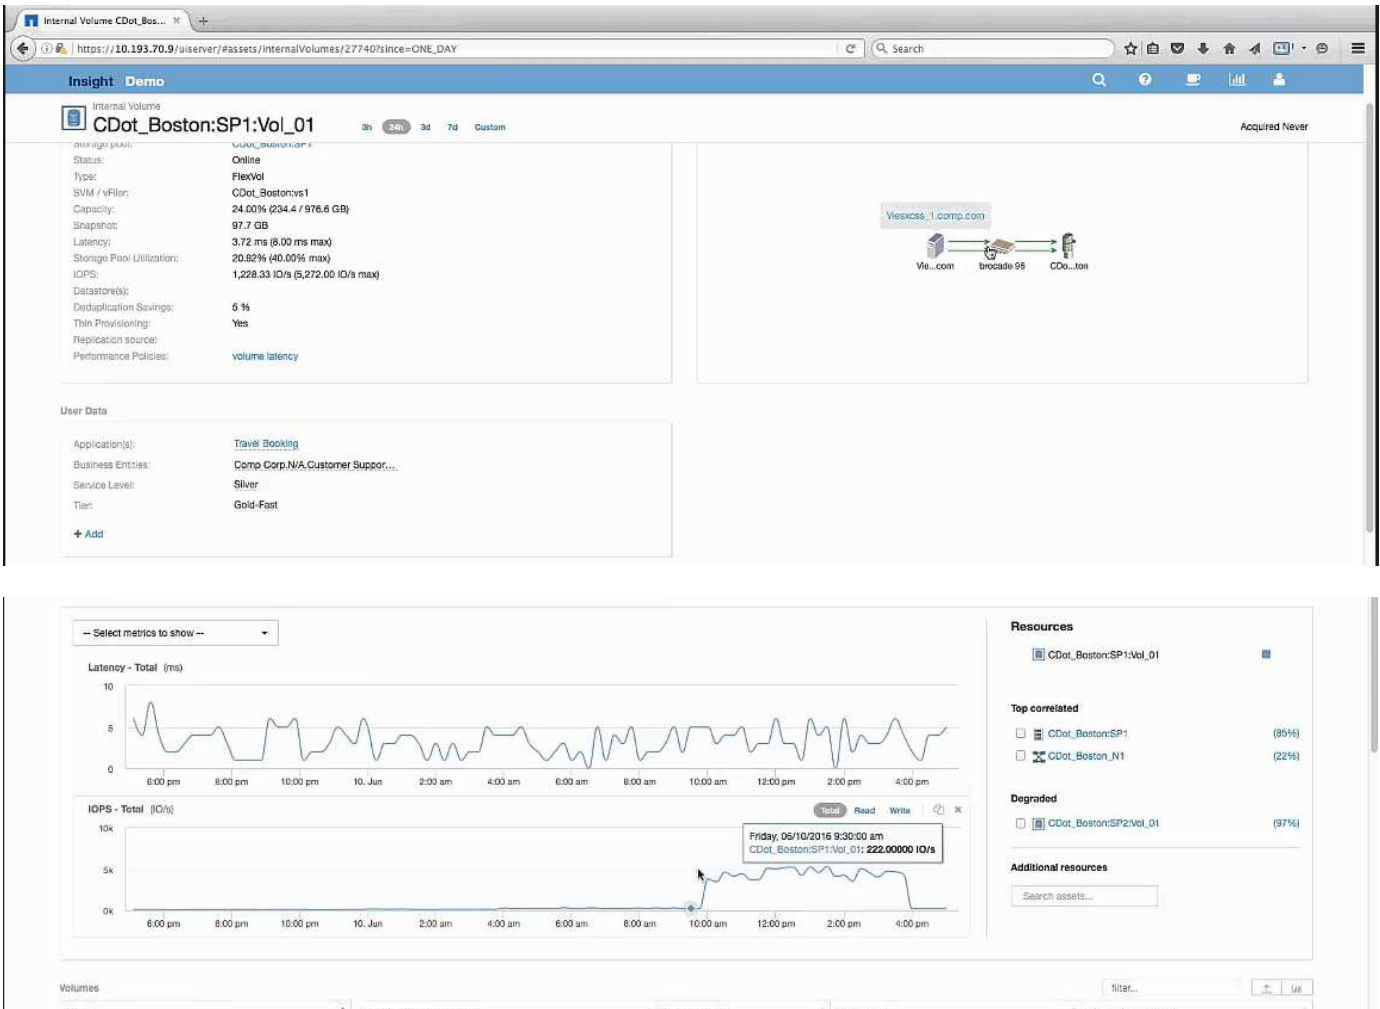 Internal Volume CDot_Bos... ×
https://10.193.70.9/uiserver/#assets/internalVolumes/27740?since=ONE_DAY
Search
Insight Demo
Internal Volume
CDot_Boston:SP1:Vol_01
3h 24h 3d 7d Custom
Acquired Never
Storage pool: CDot_Boston:SP1
Status: Online
Type: FlexVol
SVM / vFiler: CDot_Boston:vs1
Capacity: 24.00% (234.4 / 976.6 GB)
Snapshot: 97.7 GB
Latency: 3.72 ms (8.00 ms max)
Storage Pool Utilization: 20.92% (40.00% max)
IOPS: 1,228.33 IO/s (5,272.00 IO/s max)
Datastore(s):
Deduplication Savings: 5 %
Thin Provisioning: Yes
Replication source:
Performance Policies: volume latency
Viesxcss_1.comp.com
Vie...com brocade 96 CDo...ton
User Data
Application(s): Travel Booking
Business Entities: Comp Corp.N/A.Customer Suppor...
Service Level: Silver
Tier: Gold-Fast
+ Add
-- Select metrics to show --
Latency - Total (ms)
10
5
0
6:00 pm 8:00 pm 10:00 pm 10. Jun 2:00 am 4:00 am 6:00 am 8:00 am 10:00 am 12:00 pm 2:00 pm 4:00 pm
IOPS - Total (IO/s)
Total Read Write
10k
5k
0k
Friday, 06/10/2016 9:30:00 am
CDot_Boston:SP1:Vol_01: 222.00000 IO/s
6:00 pm 8:00 pm 10:00 pm 10. Jun 2:00 am 4:00 am 6:00 am 8:00 am 10:00 am 12:00 pm 2:00 pm 4:00 pm
Resources
CDot_Boston:SP1:Vol_01
Top correlated
CDot_Boston:SP1 (85%)
CDot_Boston_N1 (22%)
Degraded
CDot_Boston:SP2:Vol_01 (97%)
Additional resources
Search assets...
Volumes
filter...